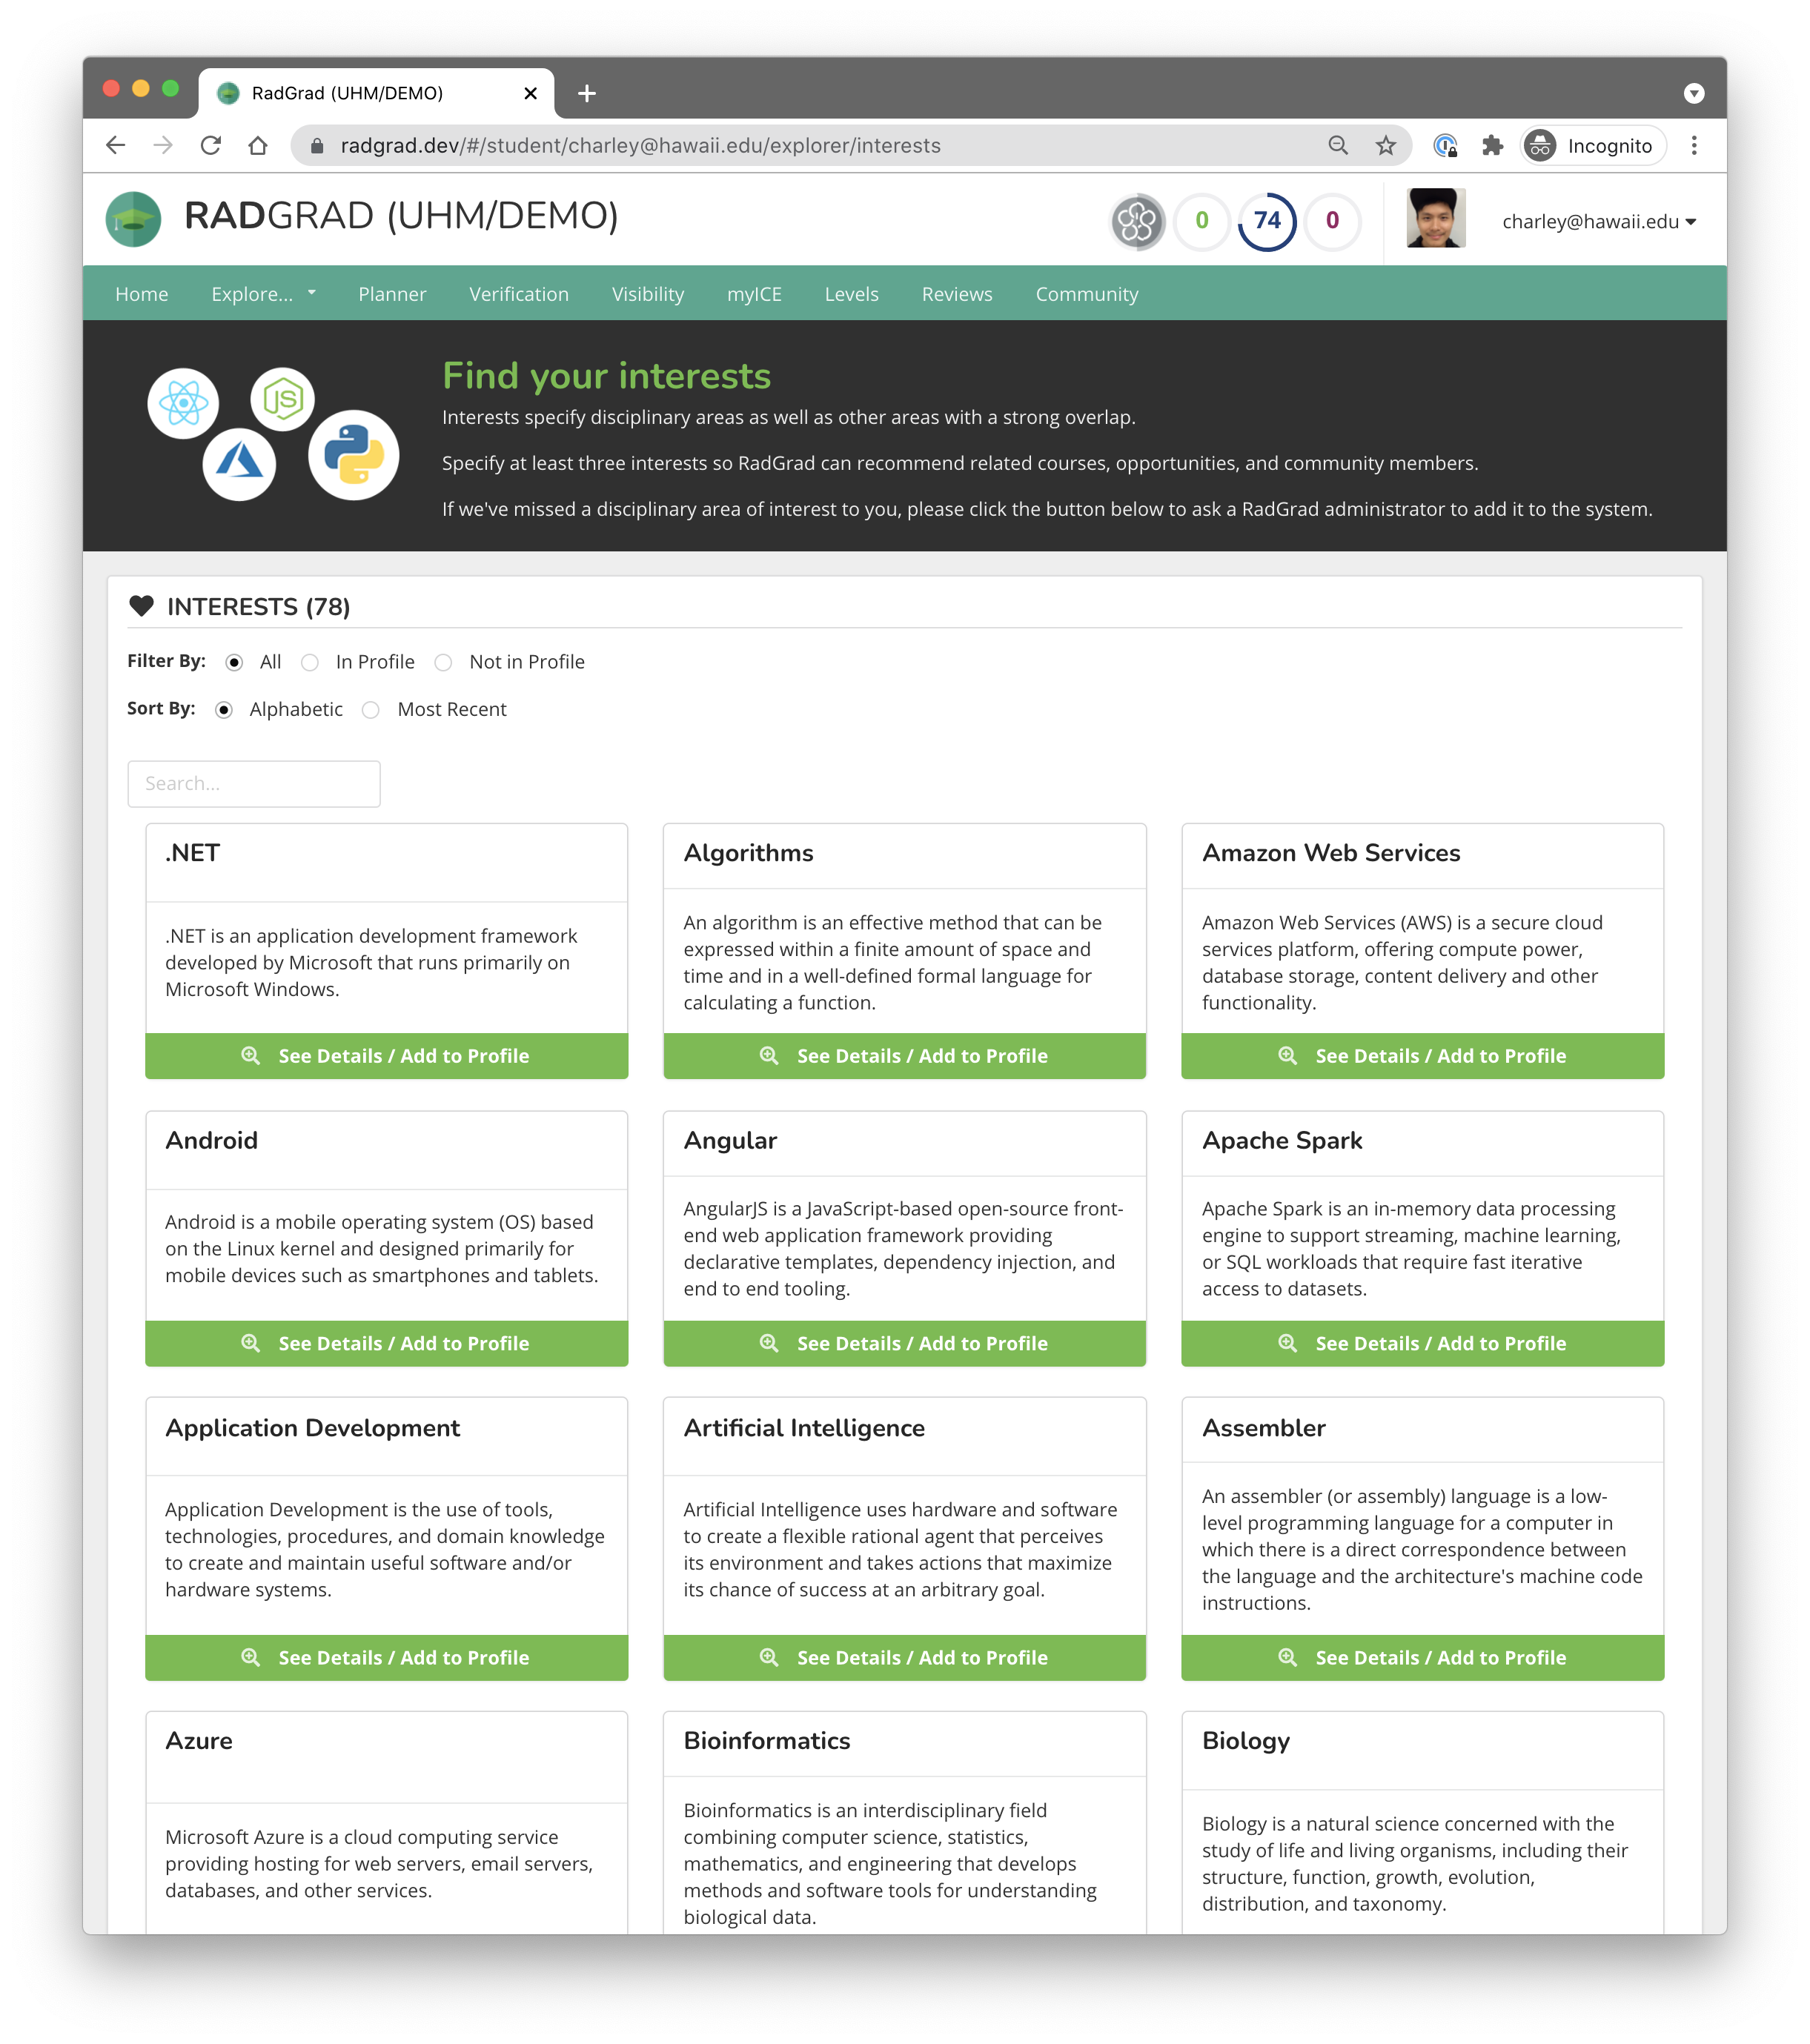 RadGrad (UHM/DEMO)
radgrad.dev/#/student/charley@hawaii.edu/explorer/interests
Incognito
RADGRAD (UHM/DEMO)
0
74
0
charley@hawaii.edu
Home Explore... Planner Verification Visibility myICE Levels Reviews Community
JS
Find your interests
Interests specify disciplinary areas as well as other areas with a strong overlap.
Specify at least three interests so RadGrad can recommend related courses, opportunities, and community members.
If we've missed a disciplinary area of interest to you, please click the button below to ask a RadGrad administrator to add it to the system.
INTERESTS (78)
Filter By: All In Profile Not in Profile
Sort By: Alphabetic Most Recent
Search...
.NET
.NET is an application development framework
developed by Microsoft that runs primarily on
Microsoft Windows.
See Details / Add to Profile
Algorithms
An algorithm is an effective method that can be
expressed within a finite amount of space and
time and in a well-defined formal language for
calculating a function.
See Details / Add to Profile
Amazon Web Services
Amazon Web Services (AWS) is a secure cloud
services platform, offering compute power,
database storage, content delivery and other
functionality.
See Details / Add to Profile
Android
Android is a mobile operating system (OS) based
on the Linux kernel and designed primarily for
mobile devices such as smartphones and tablets.
See Details / Add to Profile
Angular
AngularJS is a JavaScript-based open-source front-
end web application framework providing
declarative templates, dependency injection, and
end to end tooling.
See Details / Add to Profile
Apache Spark
Apache Spark is an in-memory data processing
engine to support streaming, machine learning,
or SQL workloads that require fast iterative
access to datasets.
See Details / Add to Profile
Application Development
Application Development is the use of tools,
technologies, procedures, and domain knowledge
to create and maintain useful software and/or
hardware systems.
See Details / Add to Profile
Artificial Intelligence
Artificial Intelligence uses hardware and software
to create a flexible rational agent that perceives
its environment and takes actions that maximize
its chance of success at an arbitrary goal.
See Details / Add to Profile
Assembler
An assembler (or assembly) language is a low-
level programming language for a computer in
which there is a direct correspondence between
the language and the architecture's machine code
instructions.
See Details / Add to Profile
Azure
Microsoft Azure is a cloud computing service
providing hosting for web servers, email servers,
databases, and other services.
Bioinformatics
Bioinformatics is an interdisciplinary field
combining computer science, statistics,
mathematics, and engineering that develops
methods and software tools for understanding
biological data.
Biology
Biology is a natural science concerned with the
study of life and living organisms, including their
structure, function, growth, evolution,
distribution, and taxonomy.